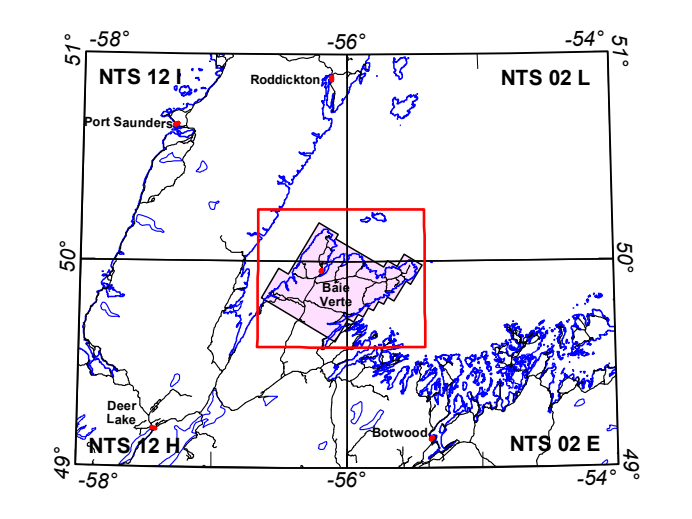 -58°
-56°
-54°
51°
51°
NTS 12 I
Roddickton
NTS 02 L
Port Saunders
50°
50°
Baie
Verte
Deer
Lake
Botwood
NTS 12 H
NTS 02 E
49°
49°
-58°
-56°
-54°